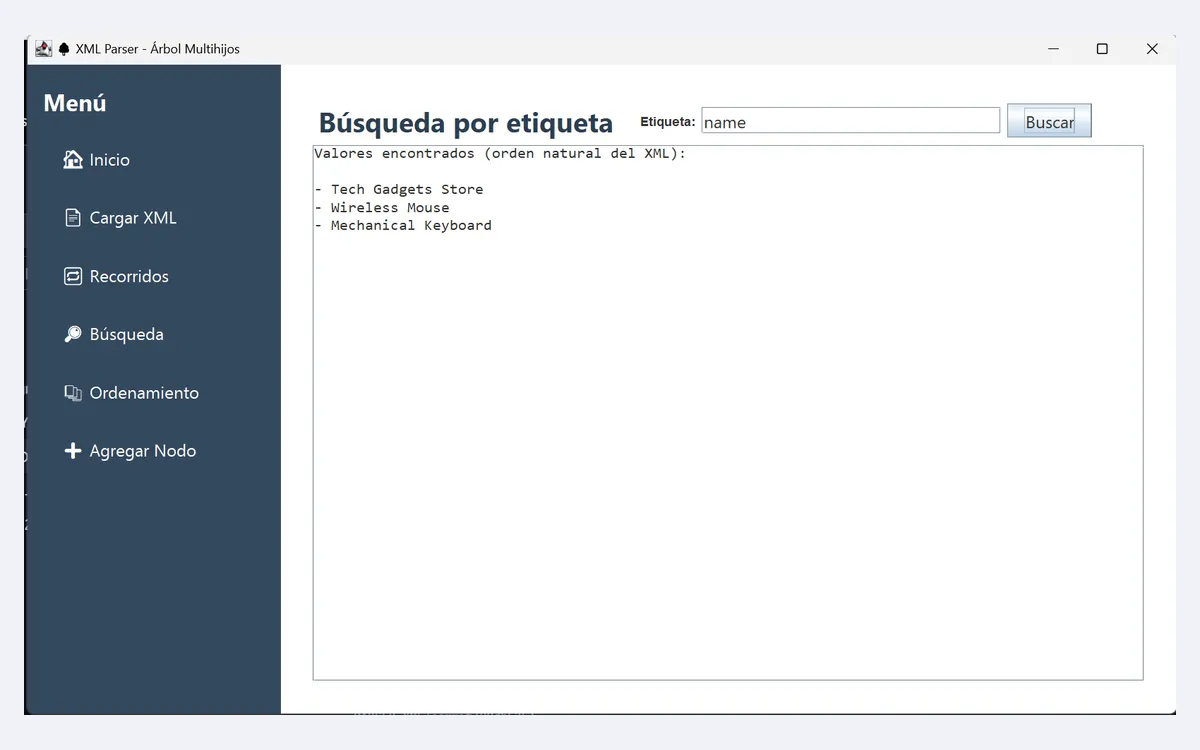 XML Parser - Árbol Multihijos
Menú
Inicio
Cargar XML
Recorridos
Búsqueda
Ordenamiento
Agregar Nodo
Búsqueda por etiqueta
Etiqueta:
name
Buscar
Valores encontrados (orden natural del XML):
- Tech Gadgets Store
- Wireless Mouse
- Mechanical Keyboard